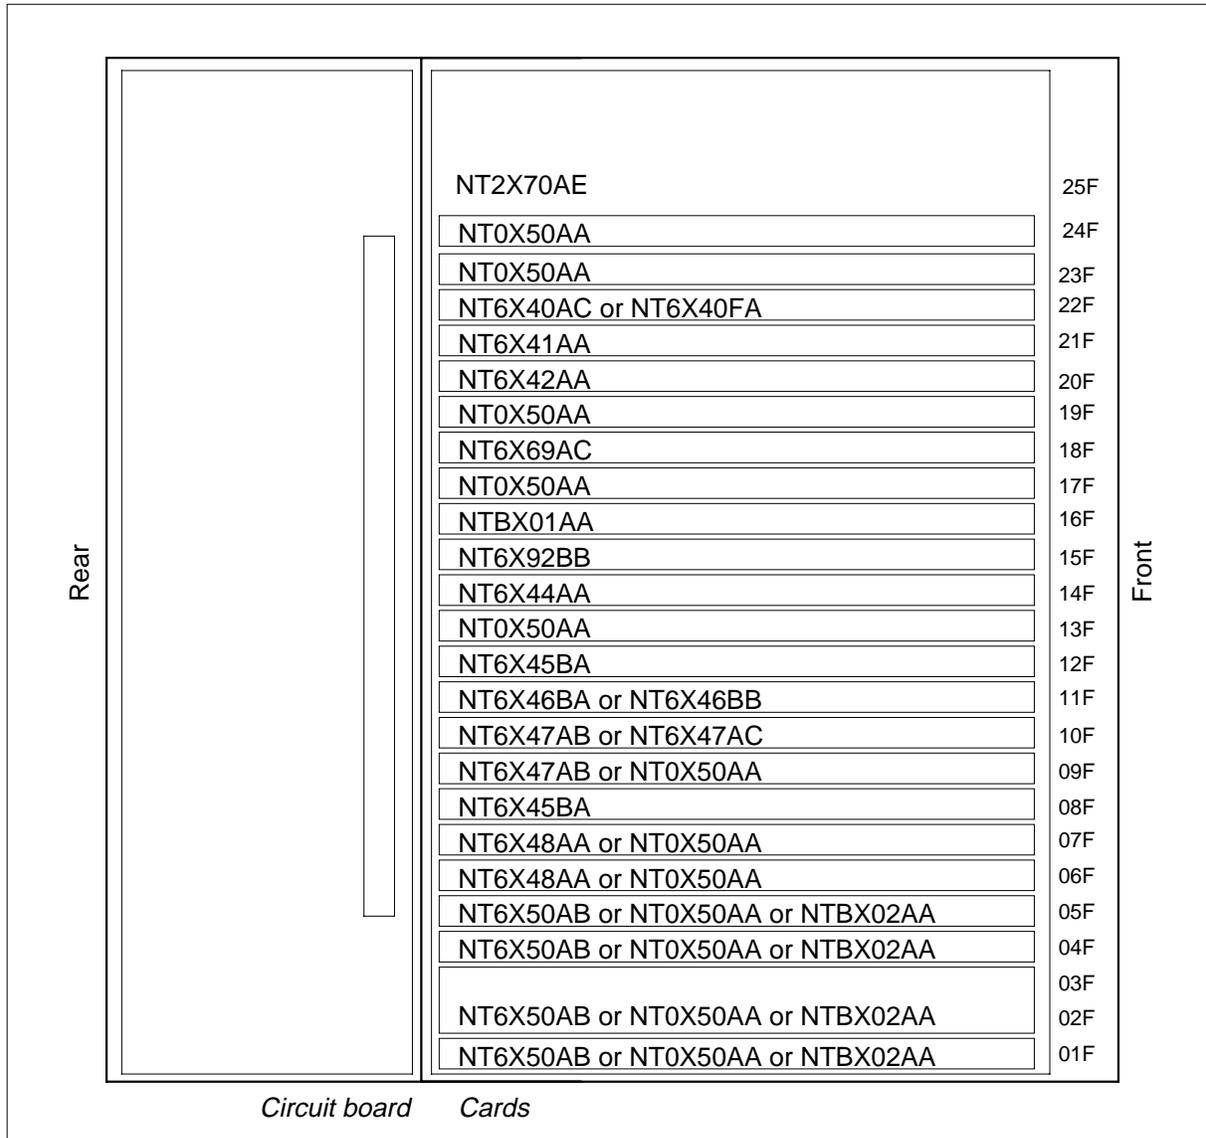 NT2X70AE 25F
NT0X50AA 24F
NT0X50AA 23F
NT6X40AC or NT6X40FA 22F
NT6X41AA 21F
NT6X42AA 20F
NT0X50AA 19F
NT6X69AC 18F
NT0X50AA 17F
NTBX01AA 16F
NT6X92BB 15F
NT6X44AA 14F
NT0X50AA 13F
NT6X45BA 12F
NT6X46BA or NT6X46BB 11F
NT6X47AB or NT6X47AC 10F
NT6X47AB or NT0X50AA 09F
NT6X45BA 08F
NT6X48AA or NT0X50AA 07F
NT6X48AA or NT0X50AA 06F
NT6X50AB or NT0X50AA or NTBX02AA 05F
NT6X50AB or NT0X50AA or NTBX02AA 04F
03F
NT6X50AB or NT0X50AA or NTBX02AA 02F
NT6X50AB or NT0X50AA or NTBX02AA 01F
Rear
Front
Circuit board Cards